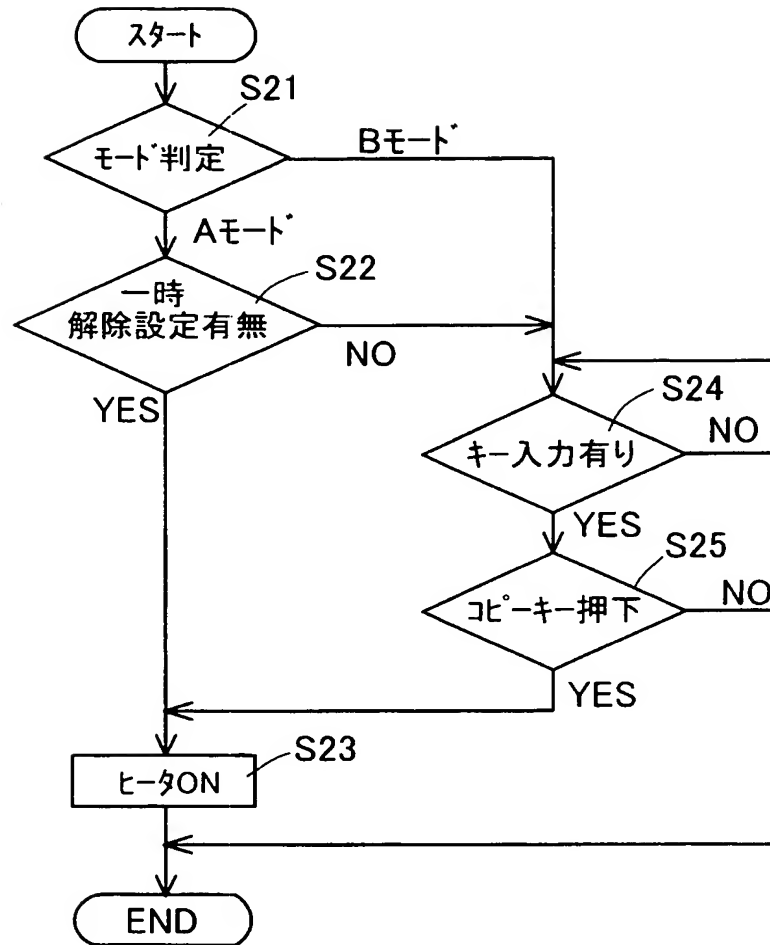 スタート
S21
モード判定
Bモード
Aモード
S22
一時
解除設定有無
NO
YES
S24
キー入力有り
NO
YES
S25
コピーキー押下
NO
YES
S23
ヒータON
END